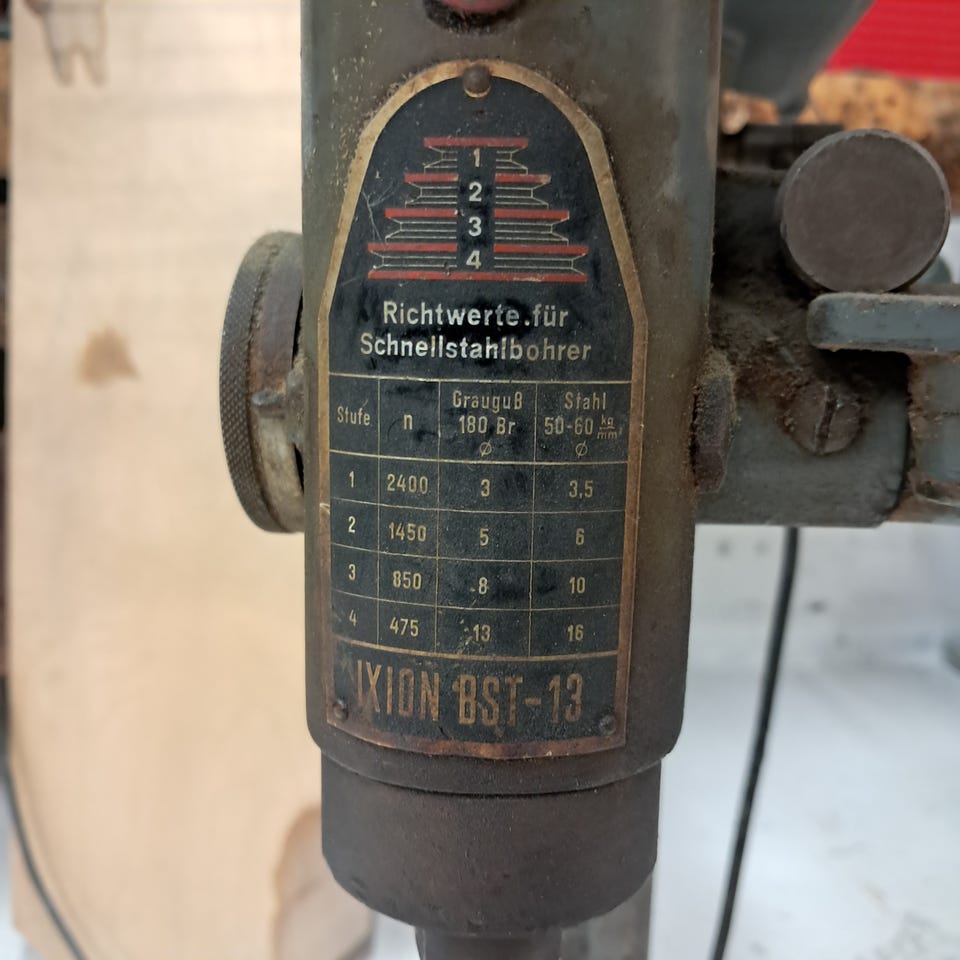 1
2
3
4
Richtwerte für
Schnellstahlbohrer
Stufe n Grauguß 180 Br ⌀ Stahl 50-60 kg/mm² ⌀
1 2400 3 3,5
2 1450 5 6
3 850 8 10
4 475 13 16
IXION BST-13